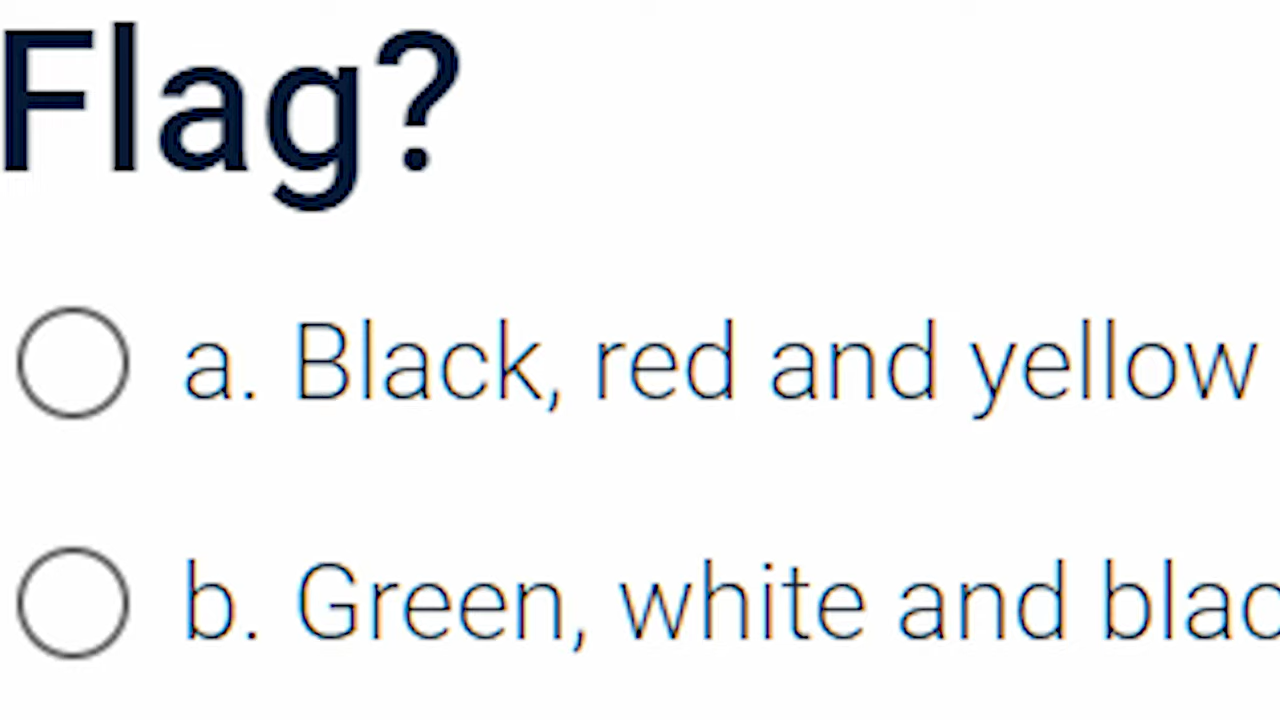 Flag?
a. Black, red and yellow
b. Green, white and blac